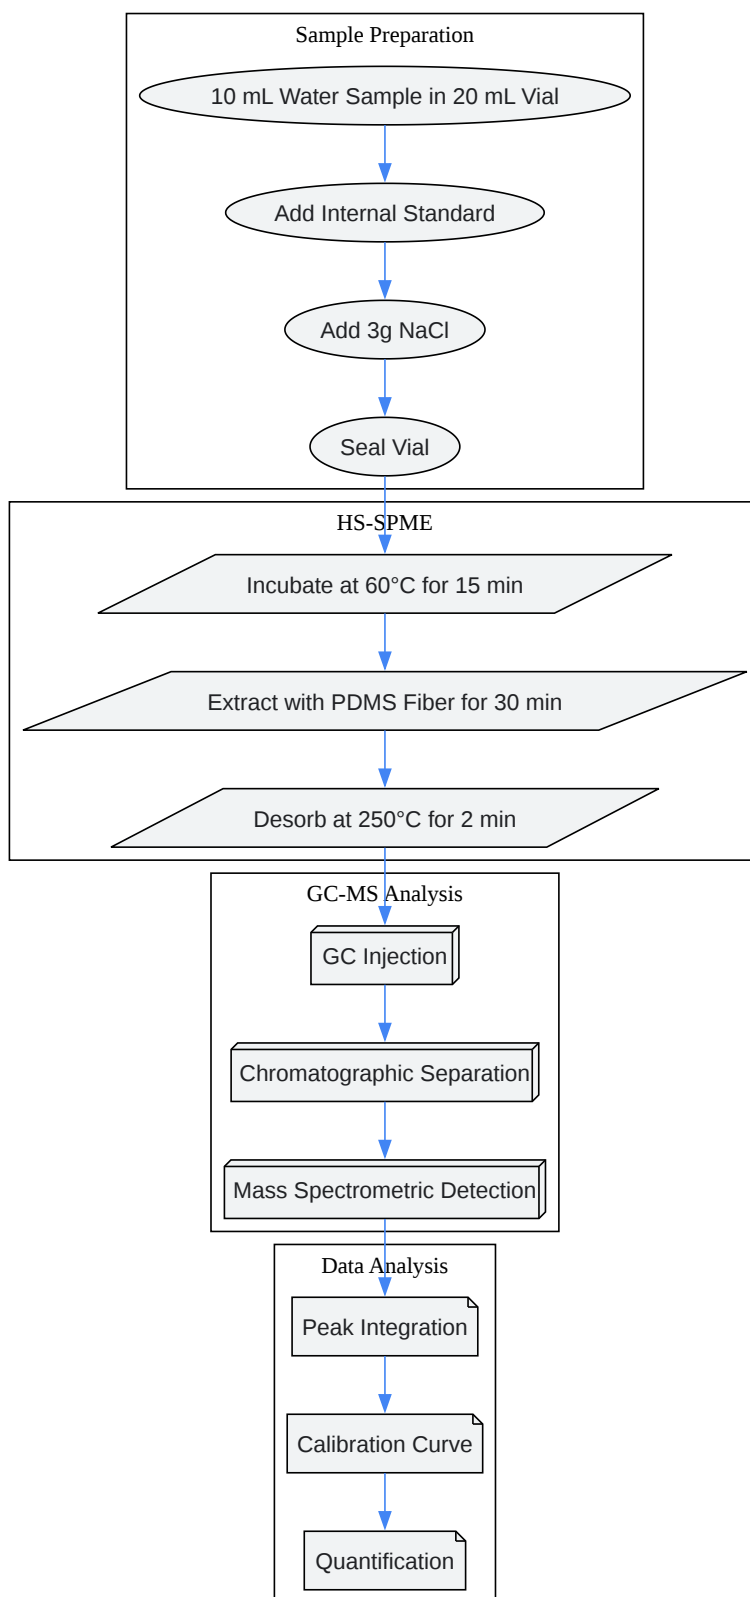 Sample Preparation
10 mL Water Sample in 20 mL Vial
Add Internal Standard
Add 3g NaCl
Seal Vial
HS-SPME
Incubate at 60°C for 15 min
Extract with PDMS Fiber for 30 min
Desorb at 250°C for 2 min
GC-MS Analysis
GC Injection
Chromatographic Separation
Mass Spectrometric Detection
Data Analysis
Peak Integration
Calibration Curve
Quantification